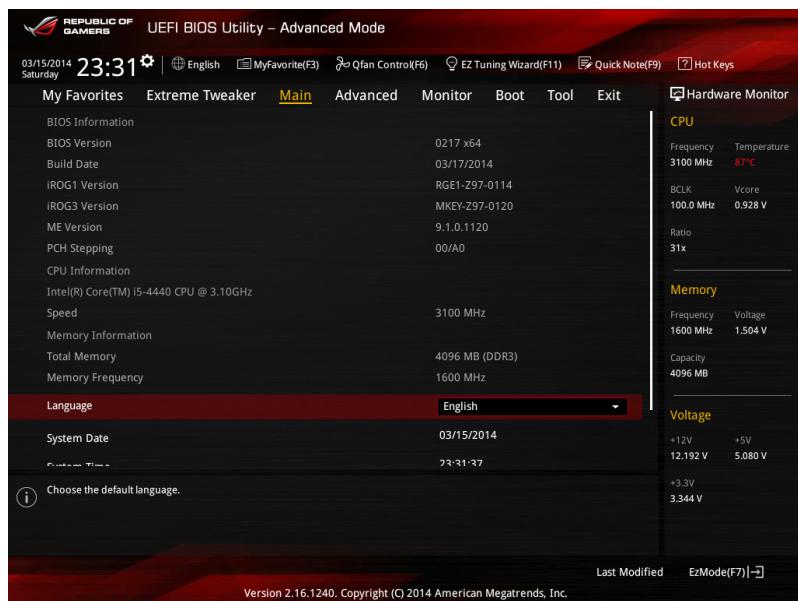 REPUBLIC OF
GAMERS
UEFI BIOS Utility – Advanced Mode
03/15/2014
Saturday
23:31
English
MyFavorite(F3)
Qfan Control(F6)
EZ Tuning Wizard(F11)
Quick Note(F9)
? Hot Keys
My Favorites Extreme Tweaker Main Advanced Monitor Boot Tool Exit
BIOS Information
BIOS Version 0217 x64
Build Date 03/17/2014
iROG1 Version RGE1-Z97-0114
iROG3 Version MKEY-Z97-0120
ME Version 9.1.0.1120
PCH Stepping 00/A0
CPU Information
Intel(R) Core(TM) i5-4440 CPU @ 3.10GHz
Speed 3100 MHz
Memory Information
Total Memory 4096 MB (DDR3)
Memory Frequency 1600 MHz
Language English
System Date 03/15/2014
System Time 23:31:37
Choose the default language.
Hardware Monitor
CPU
Frequency Temperature
3100 MHz 87°C
BCLK Vcore
100.0 MHz 0.928 V
Ratio
31x
Memory
Frequency Voltage
1600 MHz 1.504 V
Capacity
4096 MB
Voltage
+12V +5V
12.192 V 5.080 V
+3.3V
3.344 V
Last Modified
EzMode(F7)
Version 2.16.1240. Copyright (C) 2014 American Megatrends, Inc.